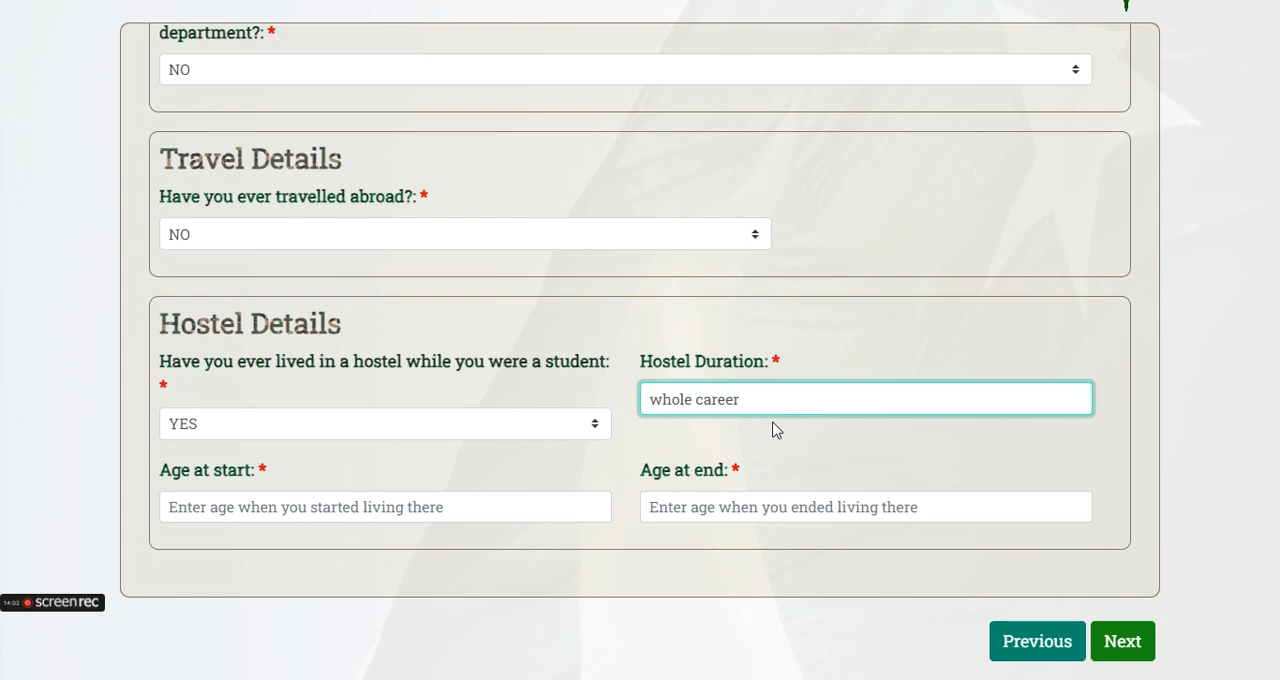 department?: *
NO
Travel Details
Have you ever travelled abroad?: *
NO
Hostel Details
Have you ever lived in a hostel while you were a student:
*
YES
Hostel Duration: *
whole career
Age at start: *
Enter age when you started living there
Age at end: *
Enter age when you ended living there
14:02 screenrec
Previous
Next